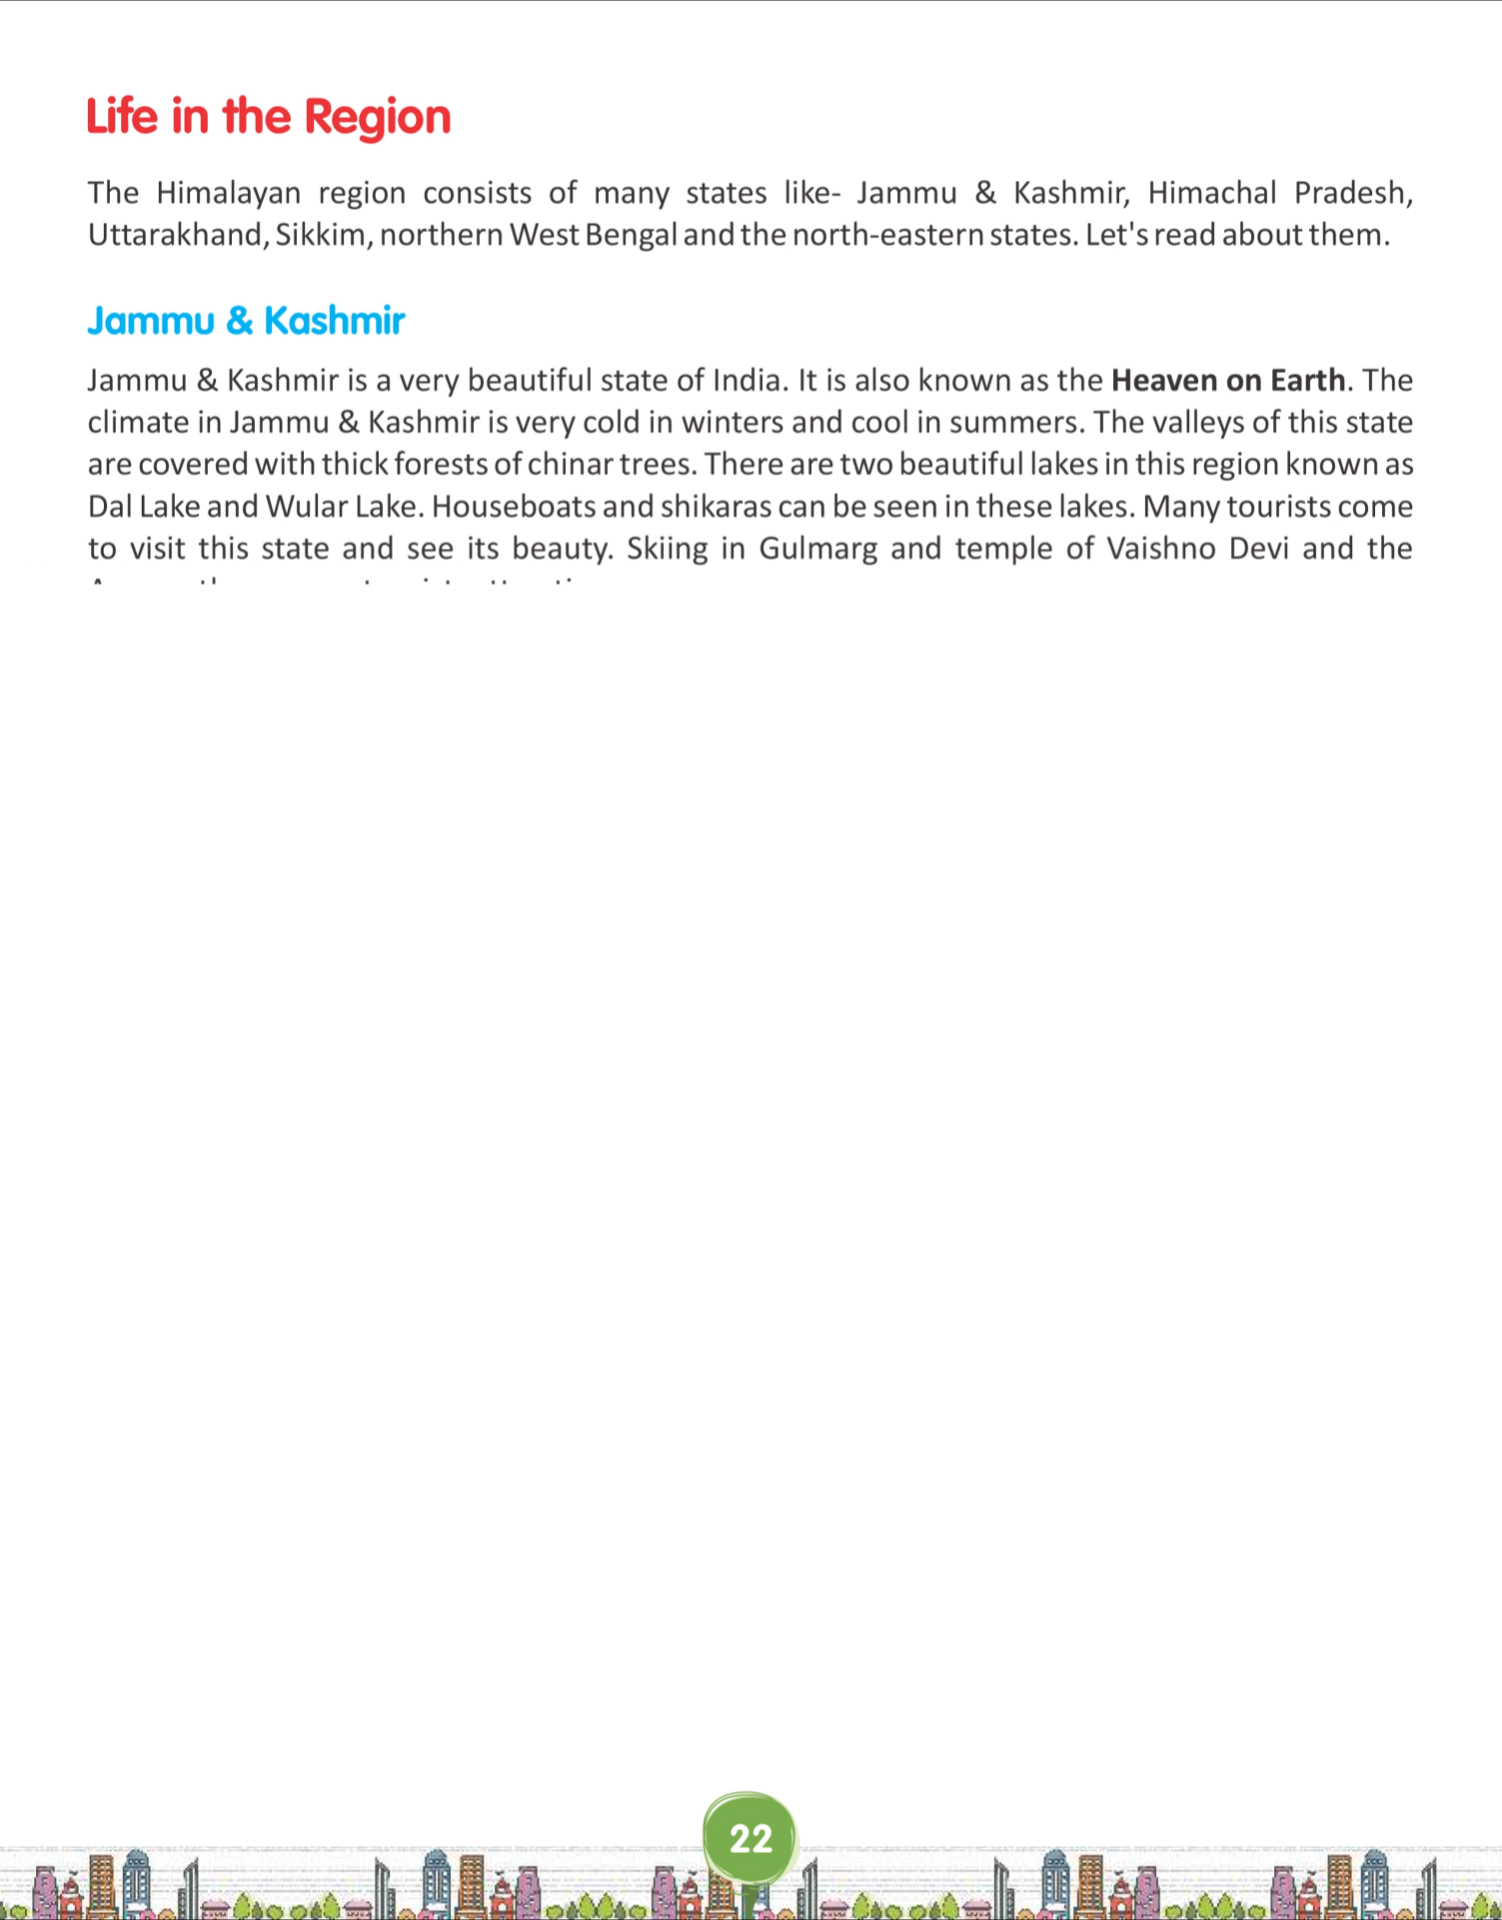 Life in the Region
The Himalayan region consists of many states like- Jammu & Kashmir, Himachal Pradesh,
Uttarakhand, Sikkim, northern West Bengal and the north-eastern states. Let's read about them.
Jammu & Kashmir
Jammu & Kashmir is a very beautiful state of India. It is also known as the Heaven on Earth. The
climate in Jammu & Kashmir is very cold in winters and cool in summers. The valleys of this state
are covered with thick forests of chinar trees. There are two beautiful lakes in this region known as
Dal Lake and Wular Lake. Houseboats and shikaras can be seen in these lakes. Many tourists come
to visit this state and see its beauty. Skiing in Gulmarg and temple of Vaishno Devi and the
22